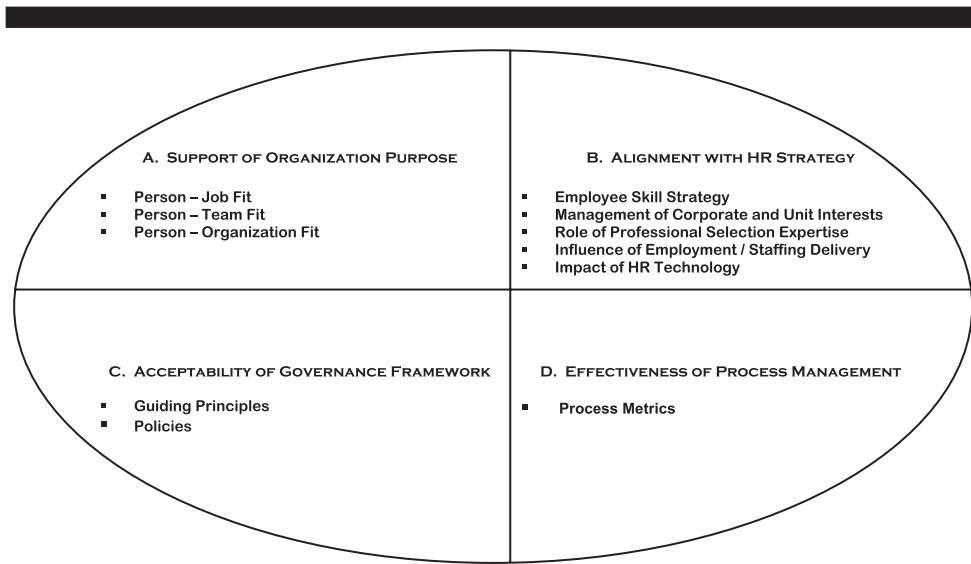 A. SUPPORT OF ORGANIZATION PURPOSE
▪ Person – Job Fit
▪ Person – Team Fit
▪ Person – Organization Fit
B. ALIGNMENT WITH HR STRATEGY
▪ Employee Skill Strategy
▪ Management of Corporate and Unit Interests
▪ Role of Professional Selection Expertise
▪ Influence of Employment / Staffing Delivery
▪ Impact of HR Technology
C. ACCEPTABILITY OF GOVERNANCE FRAMEWORK
▪ Guiding Principles
▪ Policies
D. EFFECTIVENESS OF PROCESS MANAGEMENT
▪ Process Metrics